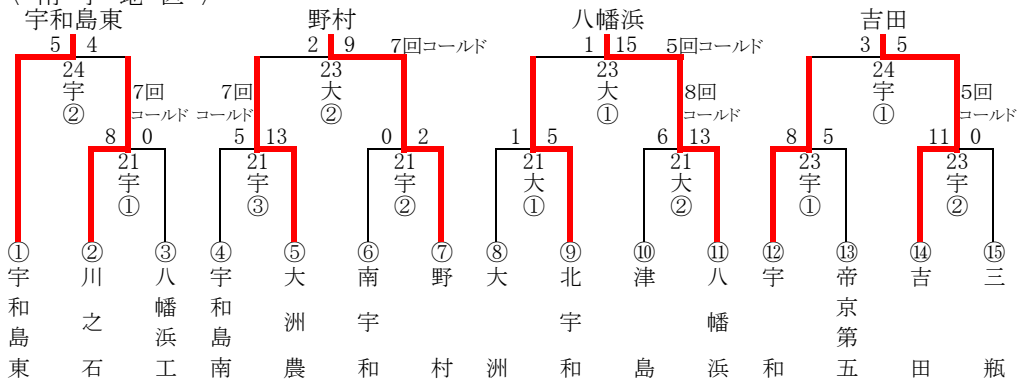 （南予地区）
宇和島東 野村 八幡浜 吉田
5 4 2 9 7回コールド 1 15 5回コールド 3 5
24 23 23 24
宇 大 大 宇
② ② ① ①
7回 7回 8回 5回
コールド コールド コールド コールド
8 0 5 13 0 2 1 5 6 13 8 5 11 0
21 21 21 21 21 23 23
宇 宇 宇 大 大 宇 宇
① ③ ② ① ② ① ②
① ② ③ ④ ⑤ ⑥ ⑦ ⑧ ⑨ ⑩ ⑪ ⑫ ⑬ ⑭ ⑮
宇和島東
川之石
八幡浜工
宇和島南
大洲農
南宇和
野村
大洲
北宇和
津島
八幡浜
宇和
帝京第五
吉田
三瓶